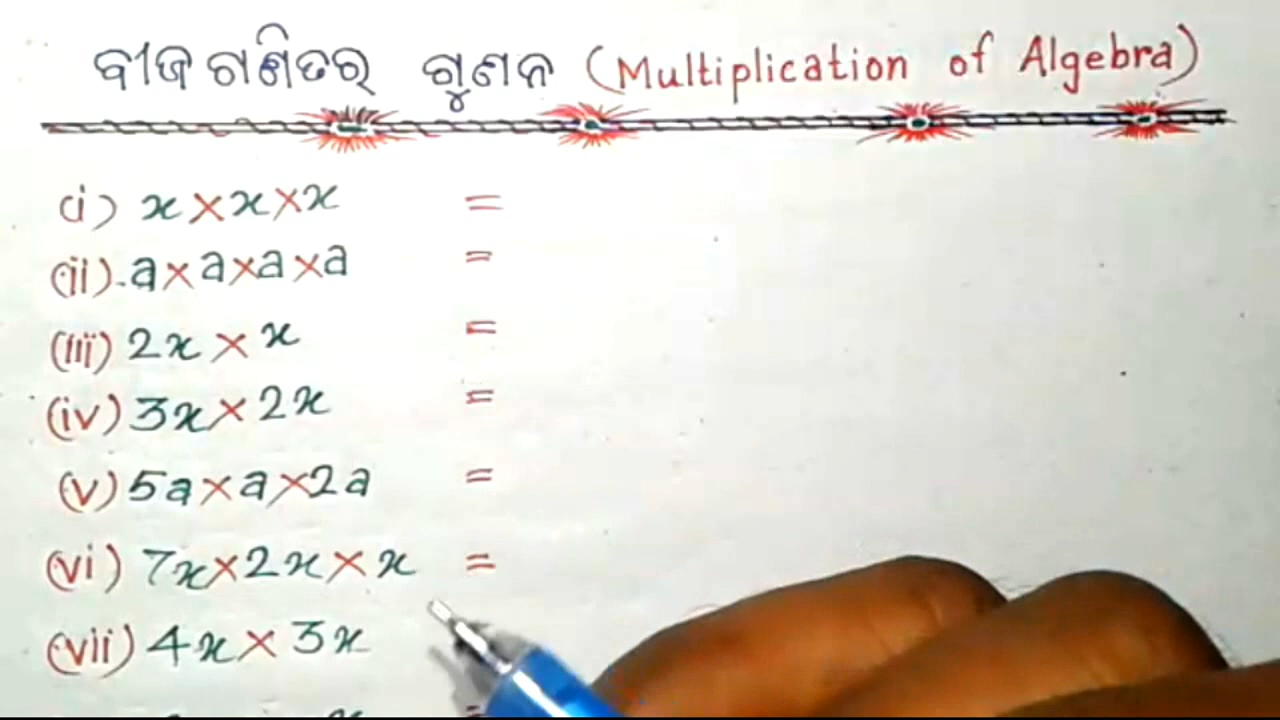 ବୀଜ ଗଣିତର ଗୁଣନ (Multiplication of Algebra)
(i) x × x × x =
(ii) a × a × a × a =
(iii) 2x × x =
(iv) 3x × 2x =
(v) 5a × a × 2a =
(vi) 7x × 2x × x =
(vii) 4x × 3x